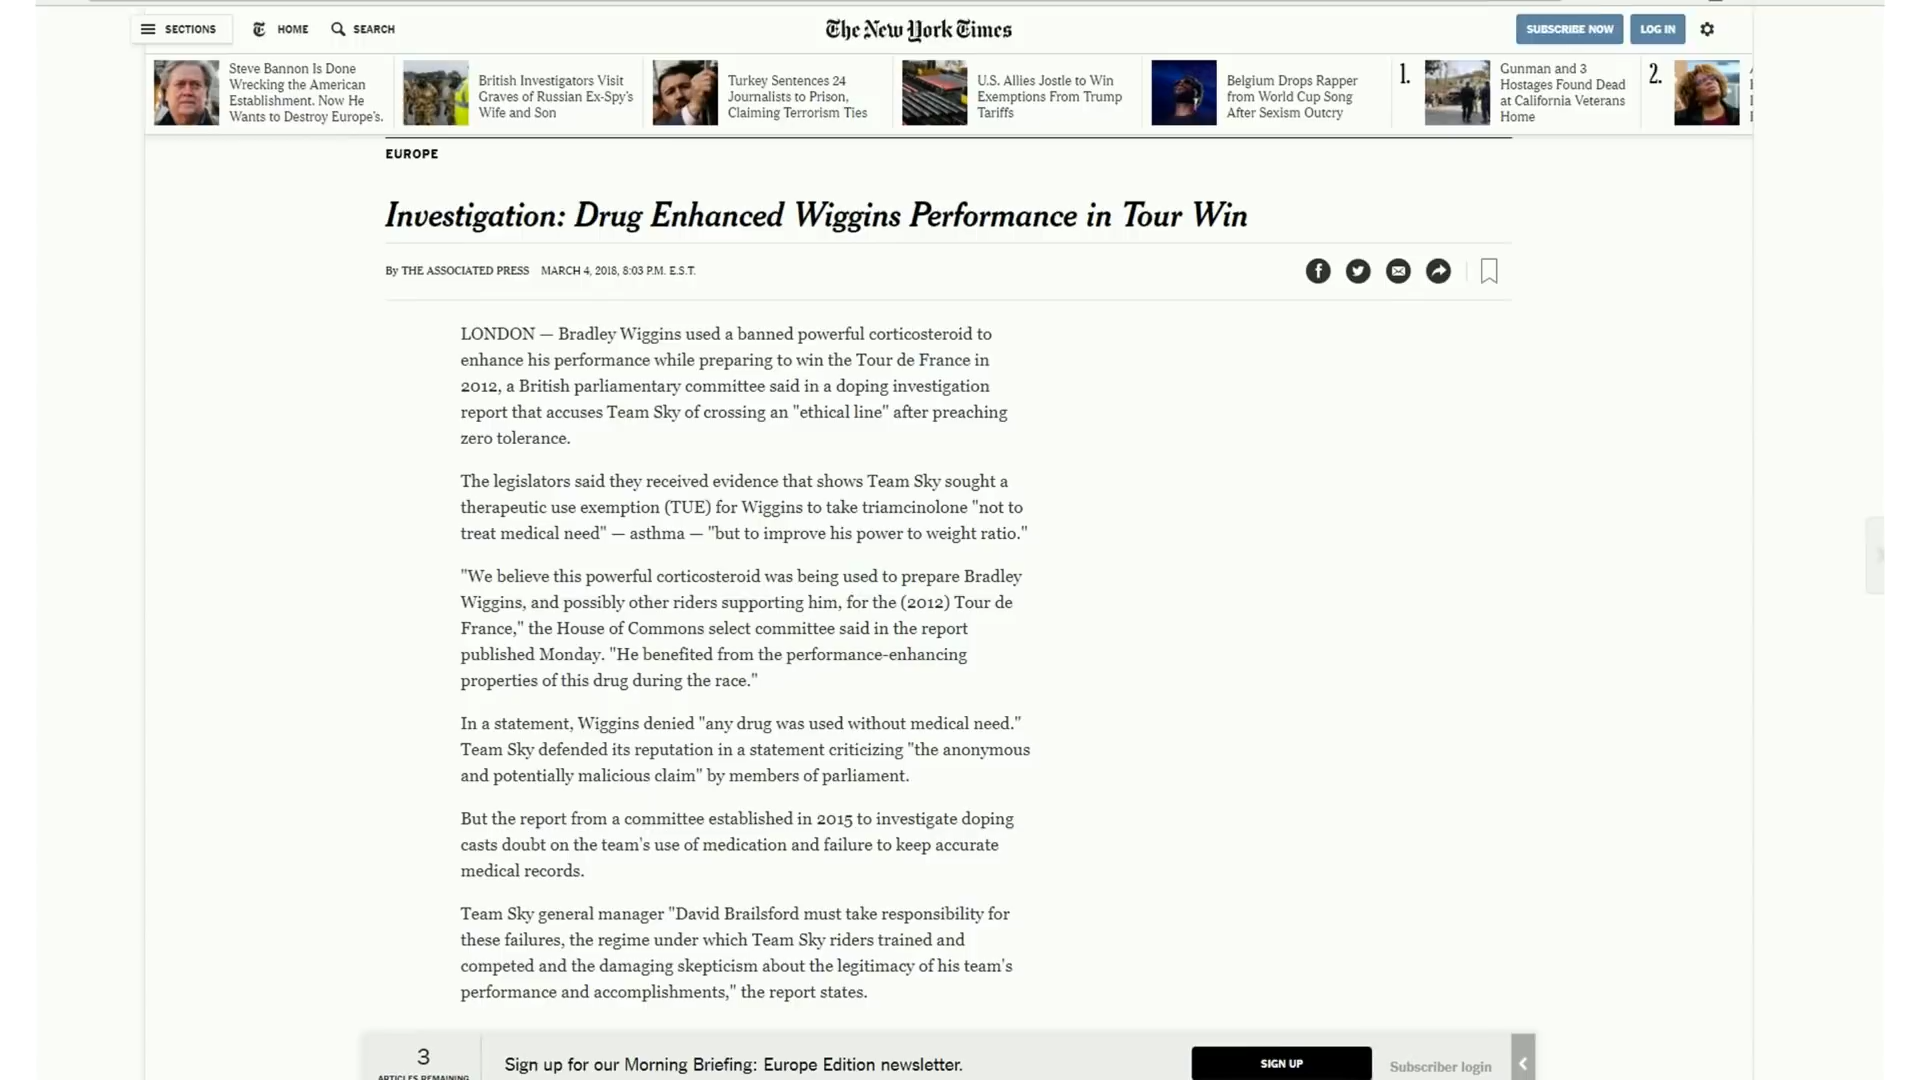 SECTIONS
HOME
SEARCH
The New York Times
SUBSCRIBE NOW
LOG IN
Steve Bannon Is Done
Wrecking the American
Establishment. Now He
Wants to Destroy Europe's.
British Investigators Visit
Graves of Russian Ex-Spy's
Wife and Son
Turkey Sentences 24
Journalists to Prison,
Claiming Terrorism Ties
U.S. Allies Jostle to Win
Exemptions From Trump
Tariffs
Belgium Drops Rapper
from World Cup Song
After Sexism Outcry
1.
Gunman and 3
Hostages Found Dead
at California Veterans
Home
2.
EUROPE
Investigation: Drug Enhanced Wiggins Performance in Tour Win
By THE ASSOCIATED PRESS MARCH 4, 2018, 8:03 P.M. E.S.T.
LONDON — Bradley Wiggins used a banned powerful corticosteroid to
enhance his performance while preparing to win the Tour de France in
2012, a British parliamentary committee said in a doping investigation
report that accuses Team Sky of crossing an "ethical line" after preaching
zero tolerance.
The legislators said they received evidence that shows Team Sky sought a
therapeutic use exemption (TUE) for Wiggins to take triamcinolone "not to
treat medical need" — asthma — "but to improve his power to weight ratio."
"We believe this powerful corticosteroid was being used to prepare Bradley
Wiggins, and possibly other riders supporting him, for the (2012) Tour de
France," the House of Commons select committee said in the report
published Monday. "He benefited from the performance-enhancing
properties of this drug during the race."
In a statement, Wiggins denied "any drug was used without medical need."
Team Sky defended its reputation in a statement criticizing "the anonymous
and potentially malicious claim" by members of parliament.
But the report from a committee established in 2015 to investigate doping
casts doubt on the team's use of medication and failure to keep accurate
medical records.
Team Sky general manager "David Brailsford must take responsibility for
these failures, the regime under which Team Sky riders trained and
competed and the damaging skepticism about the legitimacy of his team's
performance and accomplishments," the report states.
3
ARTICLES REMAINING
Sign up for our Morning Briefing: Europe Edition newsletter.
SIGN UP
Subscriber login